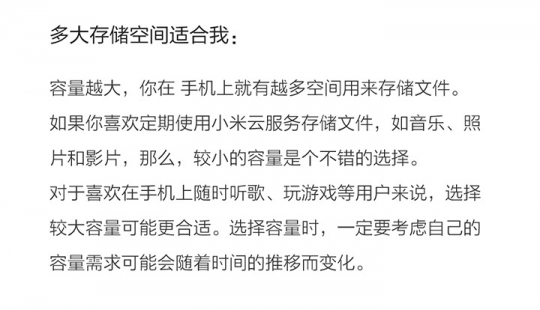 多大存储空间适合我：
容量越大，你在 手机上就有越多空间用来存储文件。
如果你喜欢定期使用小米云服务存储文件，如音乐、照
片和影片，那么，较小的容量是个不错的选择。
对于喜欢在手机上随时听歌、玩游戏等用户来说，选择
较大容量可能更合适。选择容量时，一定要考虑自己的
容量需求可能会随着时间的推移而变化。